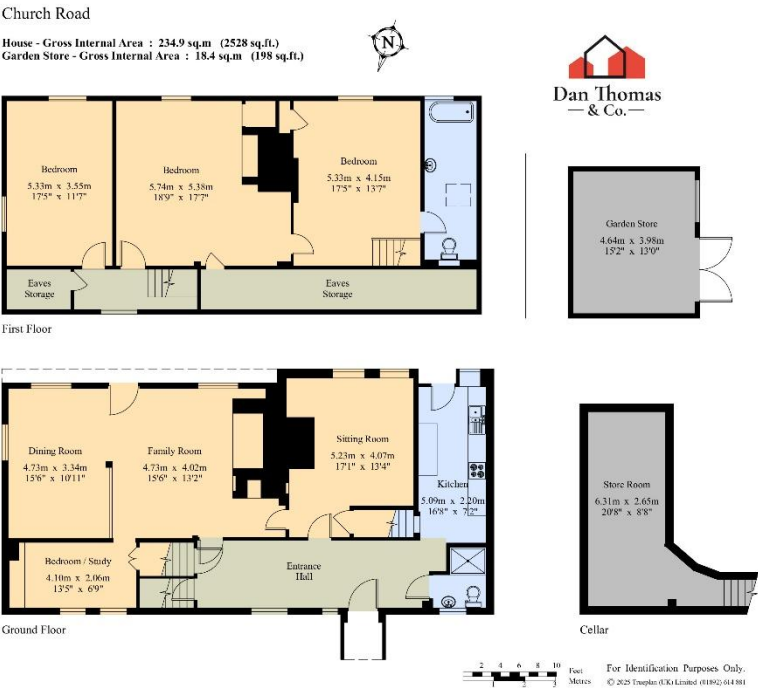 Church Road
House - Gross Internal Area : 234.9 sq.m (2528 sq.ft.)
Garden Store - Gross Internal Area : 18.4 sq.m (198 sq.ft.)
N
Dan Thomas
& Co.
Bedroom
5.33m x 3.55m
17'5" x 11'7"
Bedroom
5.74m x 5.38m
18'9" x 17'7"
Bedroom
5.33m x 4.15m
17'5" x 13'7"
Eaves
Storage
Eaves
Storage
First Floor
Garden Store
4.64m x 3.98m
15'2" x 13'0"
Dining Room
4.73m x 3.34m
15'6" x 10'11"
Family Room
4.73m x 4.02m
15'6" x 13'2"
Sitting Room
5.23m x 4.07m
17'1" x 13'4"
Kitchen
5.09m x 2.20m
16'8" x 7'2"
Bedroom / Study
4.10m x 2.06m
13'5" x 6'9"
Entrance
Hall
Ground Floor
Store Room
6.31m x 2.65m
20'8" x 8'8"
Cellar
2 4 6 8 10 Feet
1 2 3 Metres
For Identification Purposes Only.
© 2025 Trueplan (UK) Limited (01892) 614 881